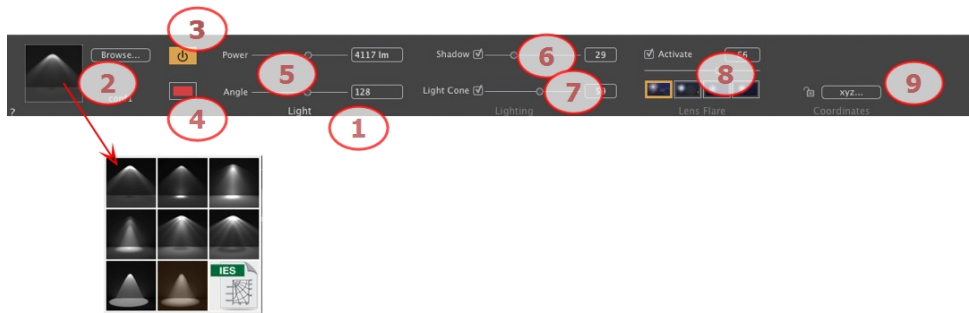 3
Browse...
Power
4117 lm
Shadow
6
29
Activate
56
2
5
8
9
Angle
128
Light Cone
7
xyz...
4
?
Light
1
Lighting
Lens Flare
Coordinates
IES